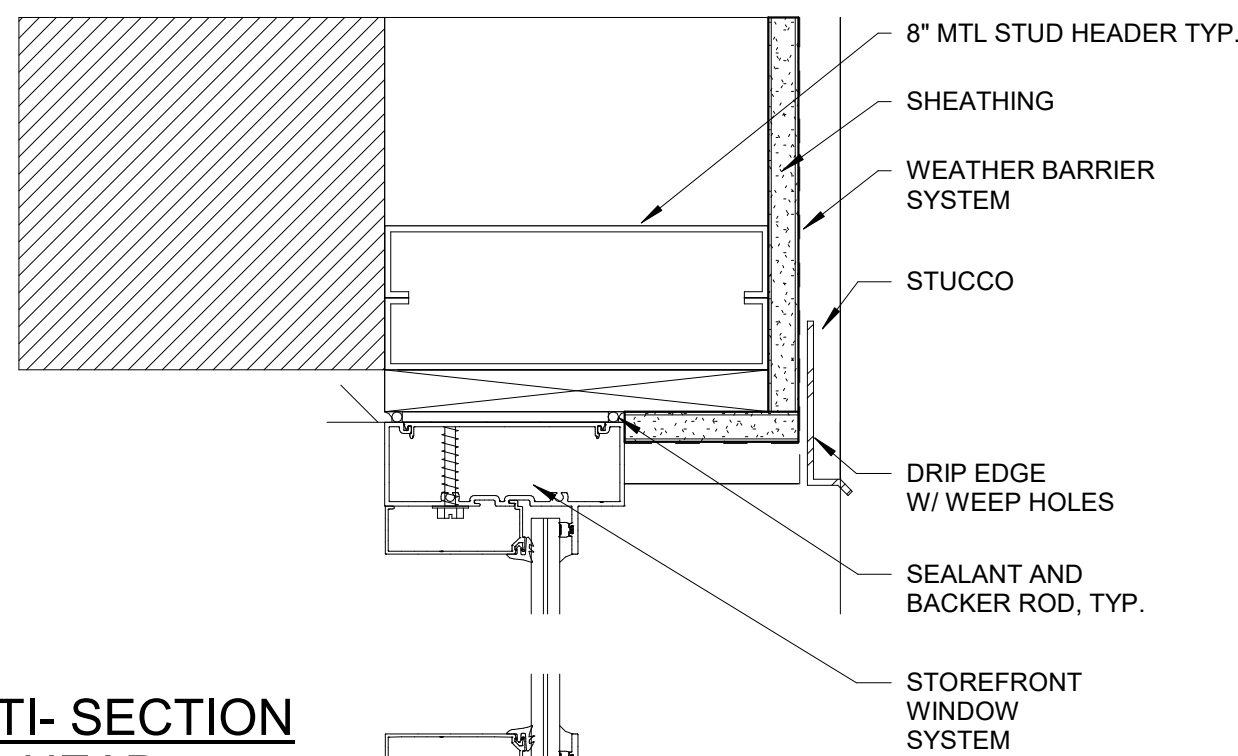 8" MTL STUD HEADER TYP.
SHEATHING
WEATHER BARRIER
SYSTEM
STUCCO
DRIP EDGE
W/ WEEP HOLES
SEALANT AND
BACKER ROD, TYP.
STOREFRONT
WINDOW
SYSTEM
TI- SECTION